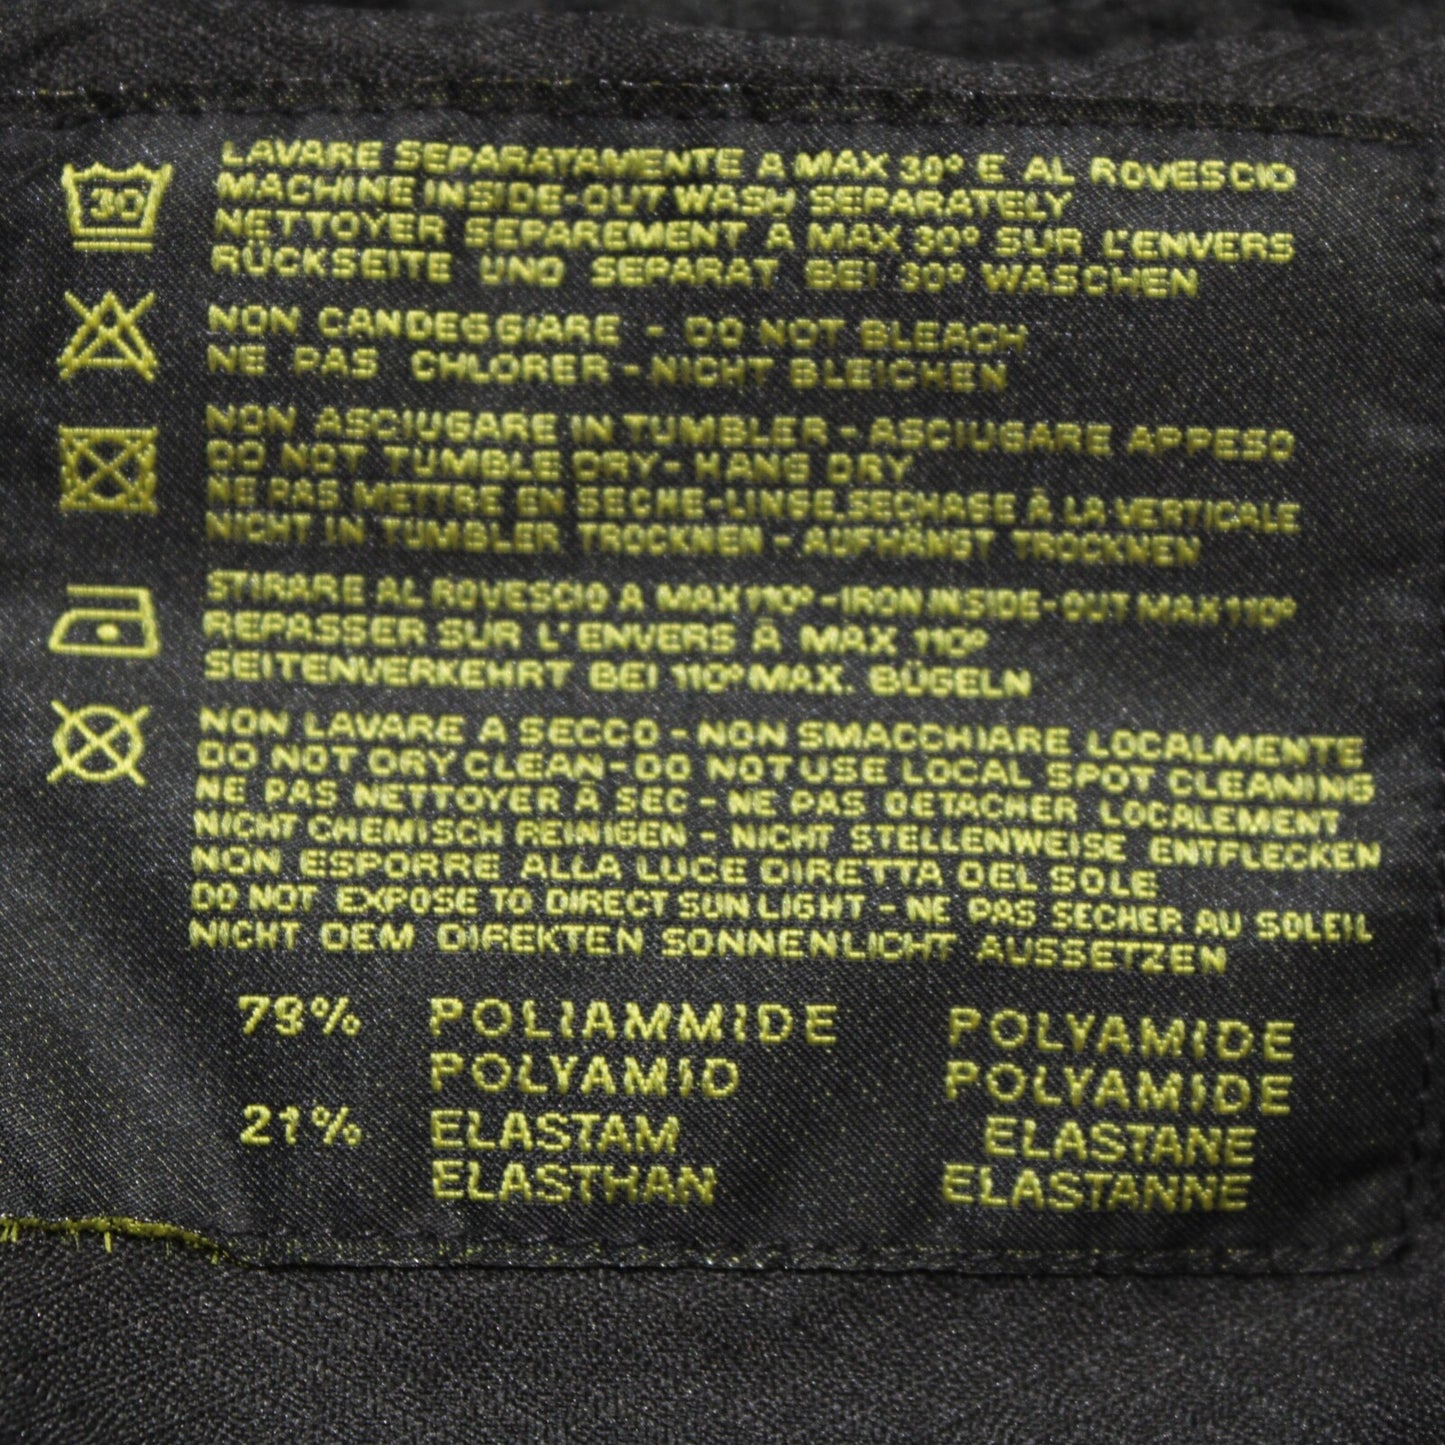 30
LAVARE SEPARATAMENTE A MAX 30° E AL ROVESCIO
MACHINE INSIDE-OUT WASH SEPARATELY
NETTOYER SEPAREMENT A MAX 30° SUR L'ENVERS
RÜCKSEITE UND SEPARAT BEI 30° WASCHEN
NON CANDEGGIARE - DO NOT BLEACH
NE PAS CHLORER - NICHT BLEICHEN
NON ASCIUGARE IN TUMBLER - ASCIUGARE APPESO
DO NOT TUMBLE DRY - HANG DRY
NE PAS METTRE EN SECHE-LINGE, SECHAGE À LA VERTICALE
NICHT IN TUMBLER TROCKNEN - AUFHÄNGT TROCKNEN
STIRARE AL ROVESCIO A MAX 110° - IRON INSIDE-OUT MAX 110°
REPASSER SUR L'ENVERS À MAX 110°
SEITENVERKEHRT BEI 110° MAX. BÜGELN
NON LAVARE A SECCO - NON SMACCHIARE LOCALMENTE
DO NOT DRY CLEAN - DO NOT USE LOCAL SPOT CLEANING
NE PAS NETTOYER À SEC - NE PAS DETACHER LOCALEMENT
NICHT CHEMISCH REINIGEN - NICHT STELLENWEISE ENTFLECKEN
NON ESPORRE ALLA LUCE DIRETTA DEL SOLE
DO NOT EXPOSE TO DIRECT SUN LIGHT - NE PAS SECHER AU SOLEIL
NICHT DEM DIREKTEN SONNENLICHT AUSSETZEN
79% POLIAMMIDE POLYAMIDE
POLYAMID POLYAMIDE
21% ELASTAM ELASTANE
ELASTHAN ELASTANNE